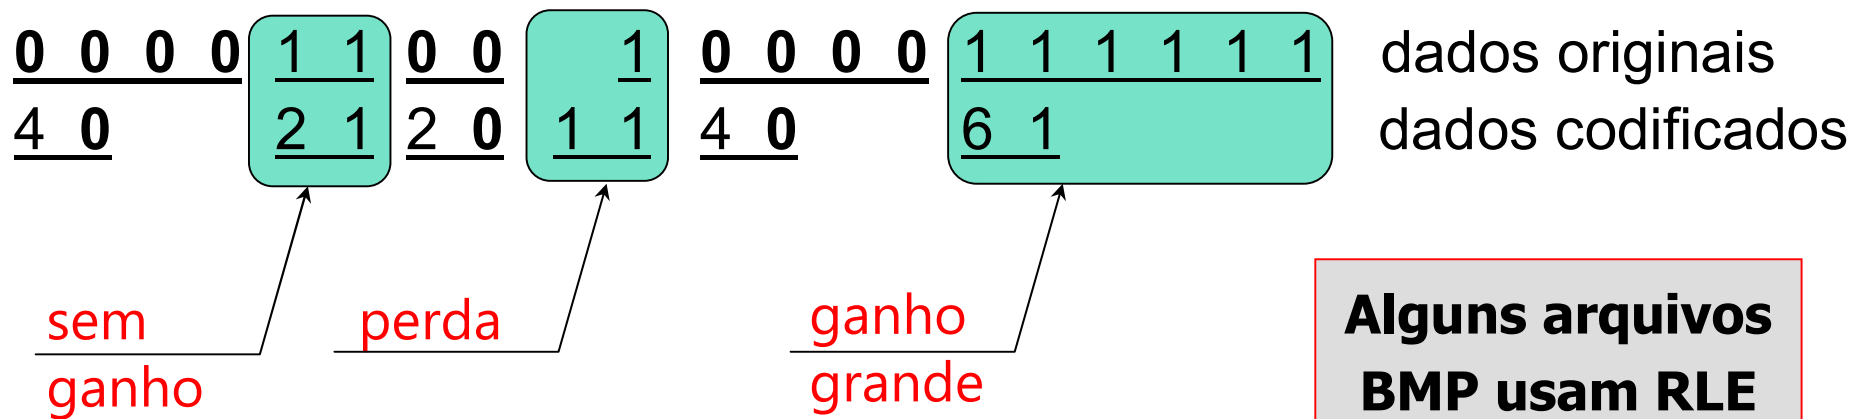 0 0 0 0 1 1 0 0 1 0 0 0 0 1 1 1 1 1 1 dados originais
4 0 2 1 2 0 1 1 4 0 6 1 dados codificados
sem
ganho
perda
ganho
grande
Alguns arquivos
BMP usam RLE